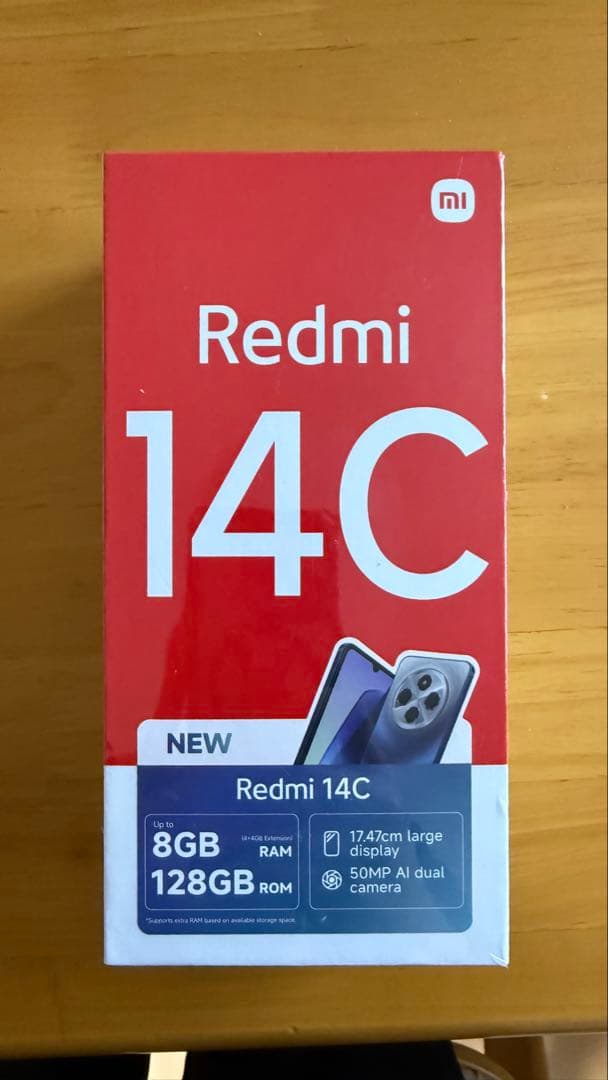 mi
Redmi
14C
NEW
Redmi 14C
Up to
8GB (4+4GB Extension)
RAM
128GB ROM
17.47cm large
display
50MP AI dual
camera
*Supports extra RAM based on available storage space.